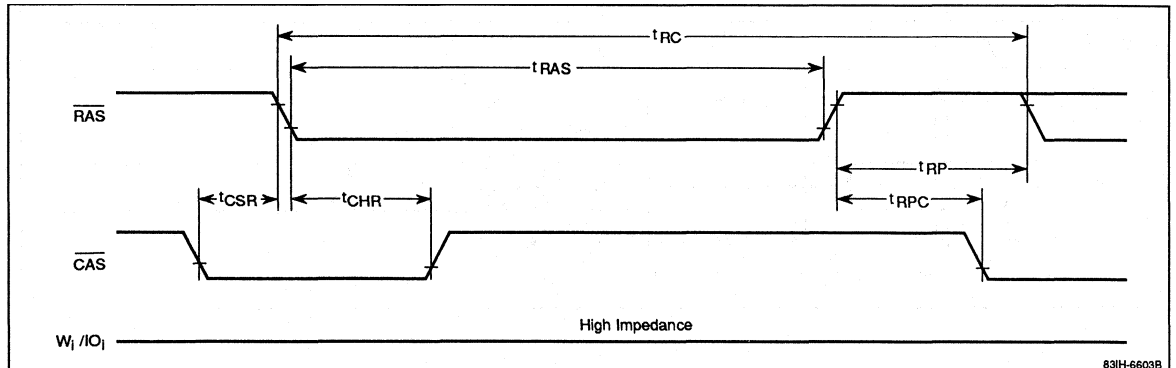 tRC
tRAS
RAS
tRP
tCSR
tCHR
tRPC
CAS
High Impedance
Wi /IOi
83IH-6603B